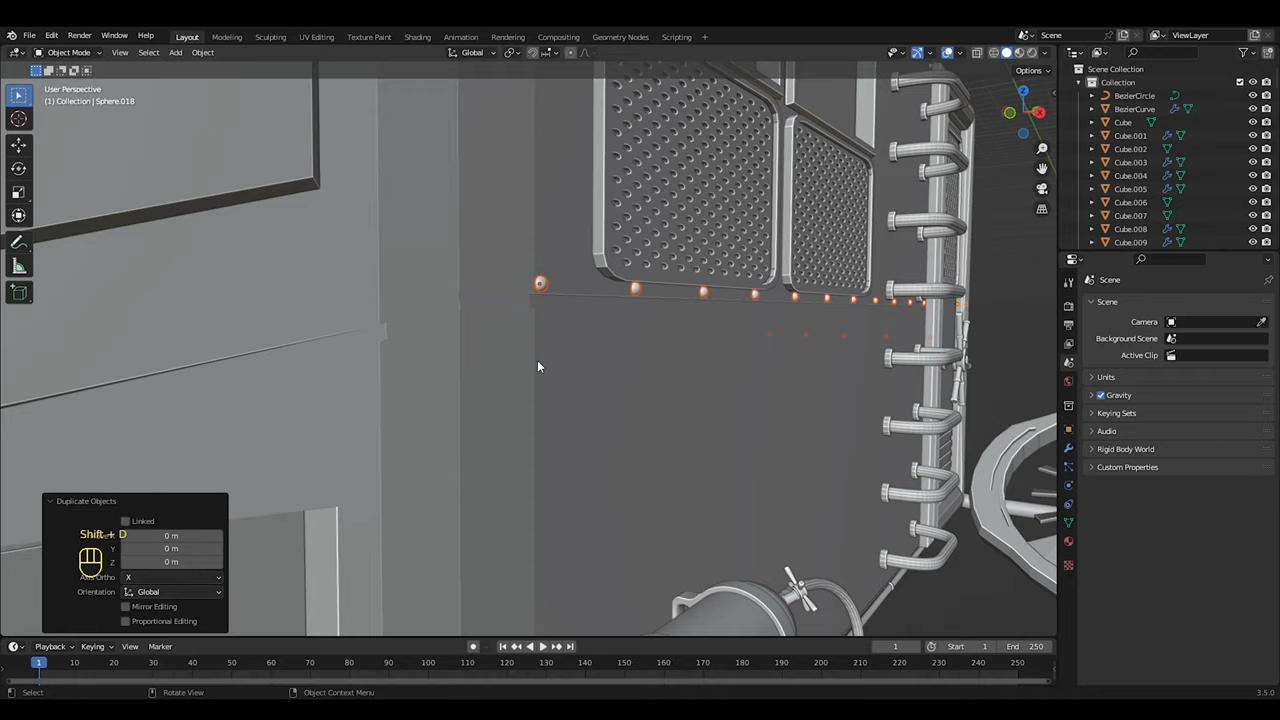 File Edit Render Window Help Layout Modeling Sculpting UV Editing Texture Paint Shading Animation Rendering Compositing Geometry Nodes Scripting + Scene ViewLayer
Object Mode View Select Add Object Global
Options
User Perspective
(1) Collection | Sphere.018
Scene Collection
Collection
BezierCircle
BezierCurve
Cube
Cube.001
Cube.002
Cube.003
Cube.004
Cube.005
Cube.006
Cube.007
Cube.008
Cube.009
Scene
Scene
Camera
Background Scene
Active Clip
Units
Gravity
Keying Sets
Audio
Rigid Body World
Custom Properties
Z
X
Duplicate Objects
Linked
Shift + D
0 m
Y 0 m
Z 0 m
Axis Ortho X
Orientation Global
Mirror Editing
Proportional Editing
Playback Keying View Marker 1 Start 1 End 250
1 10 20 30 40 50 60 70 80 90 100 110 120 130 140 150 160 170 180 190 200 210 220 230 240 250
Select Rotate View Object Context Menu 3.5.0